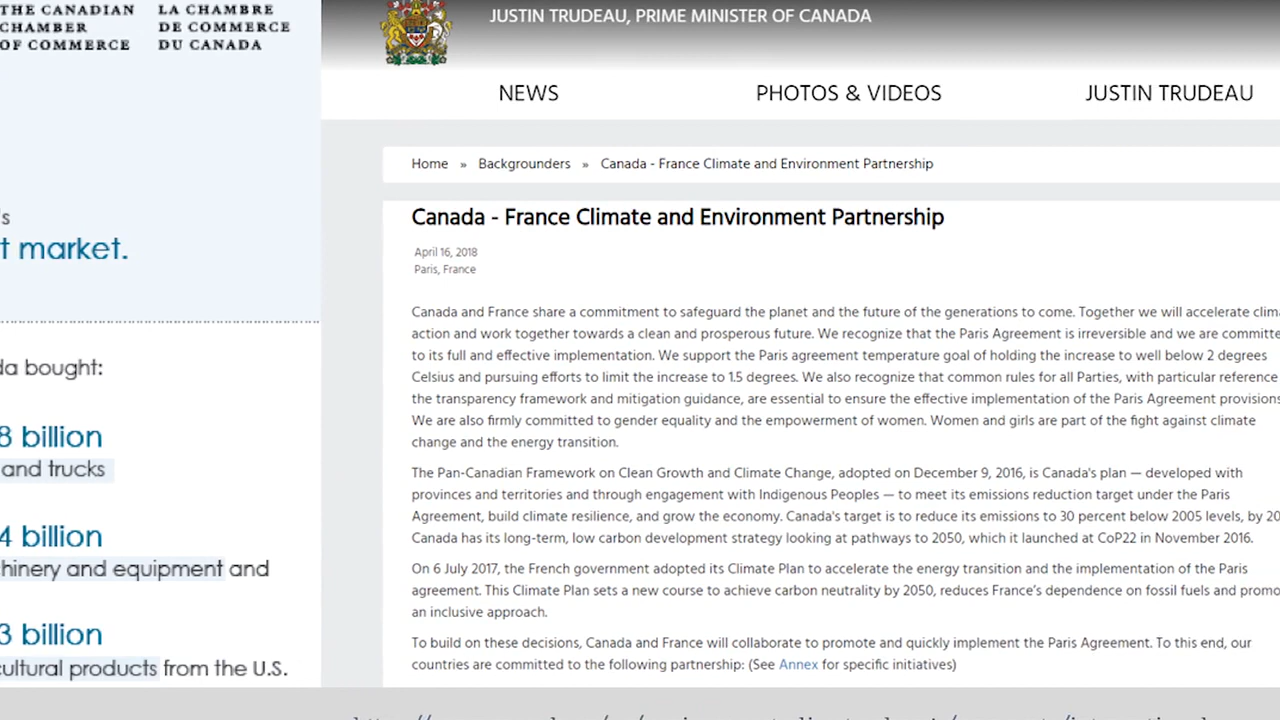 THE CANADIAN
CHAMBER
OF COMMERCE
LA CHAMBRE
DE COMMERCE
DU CANADA
market.
bought:
billion
and trucks
billion
and equipment and
billion
products from the U.S.
JUSTIN TRUDEAU, PRIME MINISTER OF CANADA
NEWS PHOTOS & VIDEOS JUSTIN TRUDEAU
Home » Backgrounders » Canada - France Climate and Environment Partnership
Canada - France Climate and Environment Partnership
April 16, 2018
Paris, France
Canada and France share a commitment to safeguard the planet and the future of the generations to come. Together we will accelerate clim
action and work together towards a clean and prosperous future. We recognize that the Paris Agreement is irreversible and we are committe
to its full and effective implementation. We support the Paris agreement temperature goal of holding the increase to well below 2 degrees
Celsius and pursuing efforts to limit the increase to 1.5 degrees. We also recognize that common rules for all Parties, with particular reference
the transparency framework and mitigation guidance, are essential to ensure the effective implementation of the Paris Agreement provisions
We are also firmly committed to gender equality and the empowerment of women. Women and girls are part of the fight against climate
change and the energy transition.
The Pan-Canadian Framework on Clean Growth and Climate Change, adopted on December 9, 2016, is Canada's plan — developed with
provinces and territories and through engagement with Indigenous Peoples — to meet its emissions reduction target under the Paris
Agreement, build climate resilience, and grow the economy. Canada's target is to reduce its emissions to 30 percent below 2005 levels, by 20
Canada has its long-term, low carbon development strategy looking at pathways to 2050, which it launched at CoP22 in November 2016.
On 6 July 2017, the French government adopted its Climate Plan to accelerate the energy transition and the implementation of the Paris
agreement. This Climate Plan sets a new course to achieve carbon neutrality by 2050, reduces France’s dependence on fossil fuels and promo
an inclusive approach.
To build on these decisions, Canada and France will collaborate to promote and quickly implement the Paris Agreement. To this end, our
countries are committed to the following partnership: (See Annex for specific initiatives)